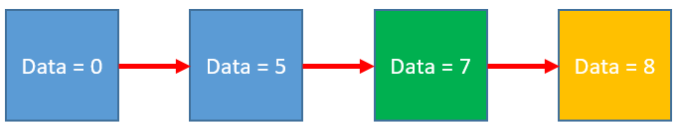 Data = 0
Data = 5
Data = 7
Data = 8